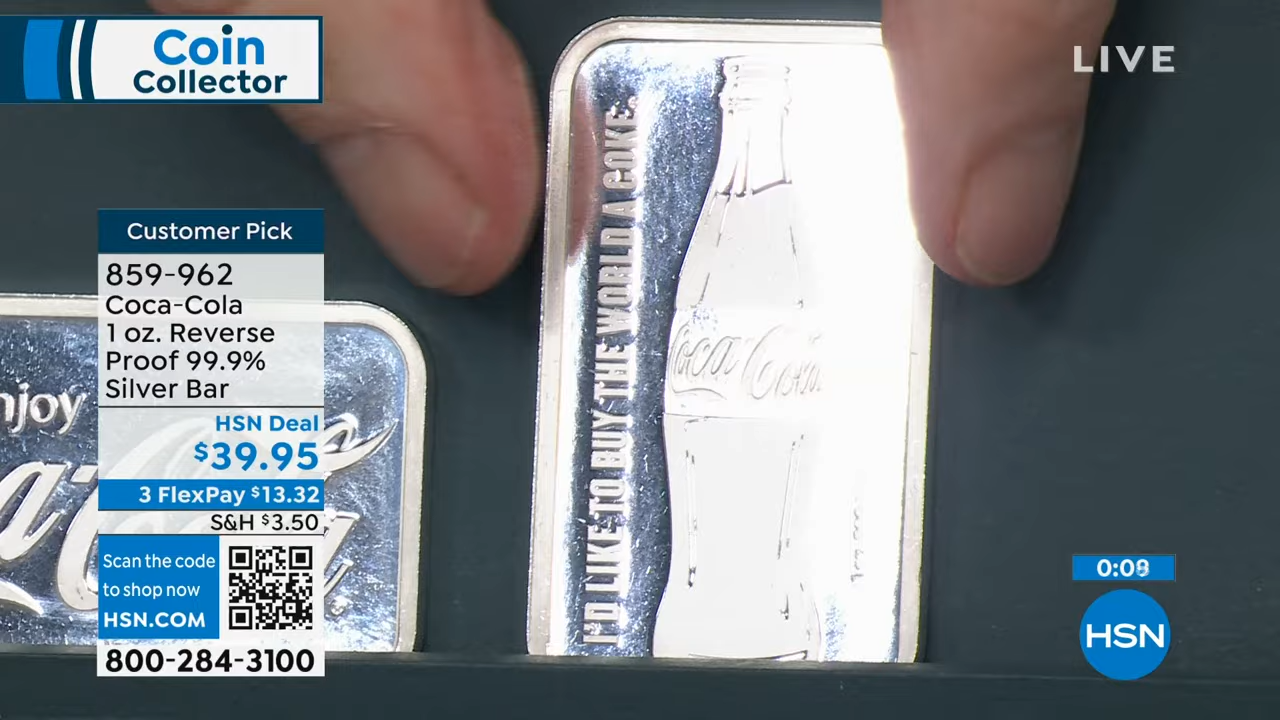 Coin
Collector
LIVE
Customer Pick
859-962
Coca-Cola
1 oz. Reverse
Proof 99.9%
Silver Bar
HSN Deal
$39.95
3 FlexPay $13.32
S&H $3.50
Scan the code
to shop now
HSN.COM
800-284-3100
njoy
I'D LIKE TO BUY THE WORLD A COKE.
Coca-Cola
HSN